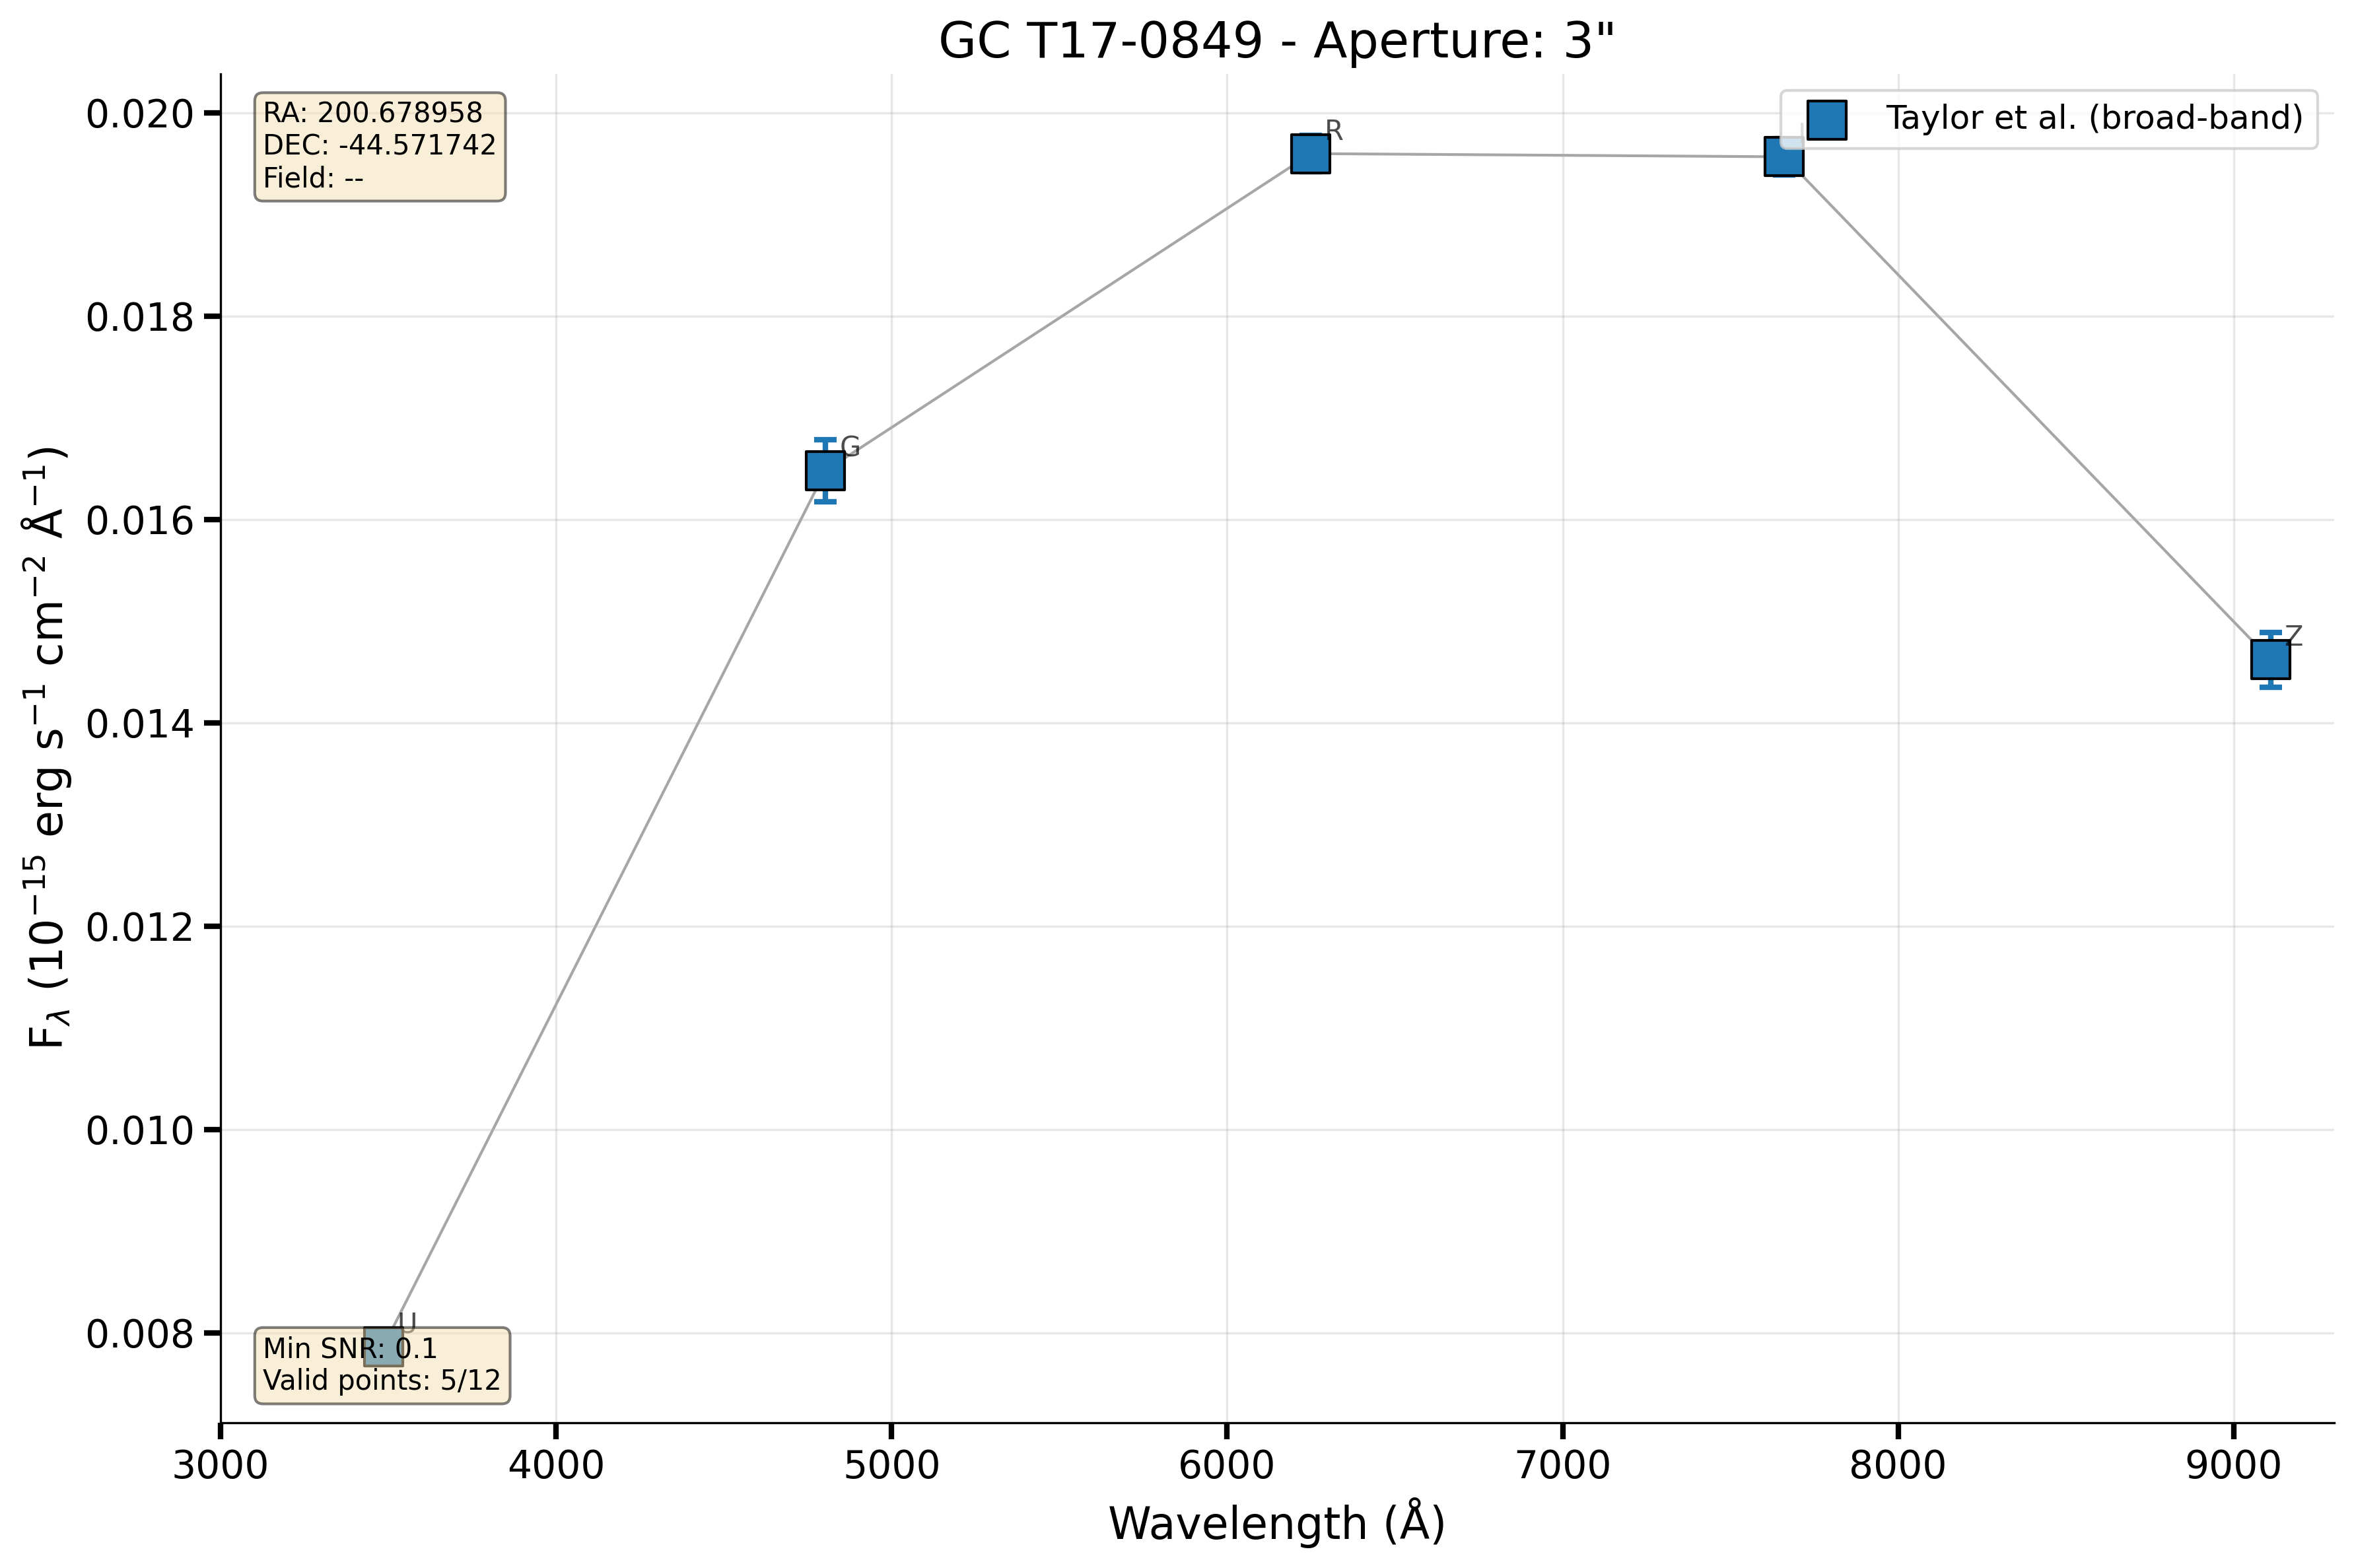 GC T17-0849 - Aperture: 3"
RA: 200.678958
DEC: -44.571742
Field: --
Taylor et al. (broad-band)
R
G
Z
U
Min SNR: 0.1
Valid points: 5/12
0.020
0.018
0.016
0.014
0.012
0.010
0.008
F_λ (10⁻¹⁵ erg s⁻¹ cm⁻² Å⁻¹)
3000 4000 5000 6000 7000 8000 9000
Wavelength (Å)